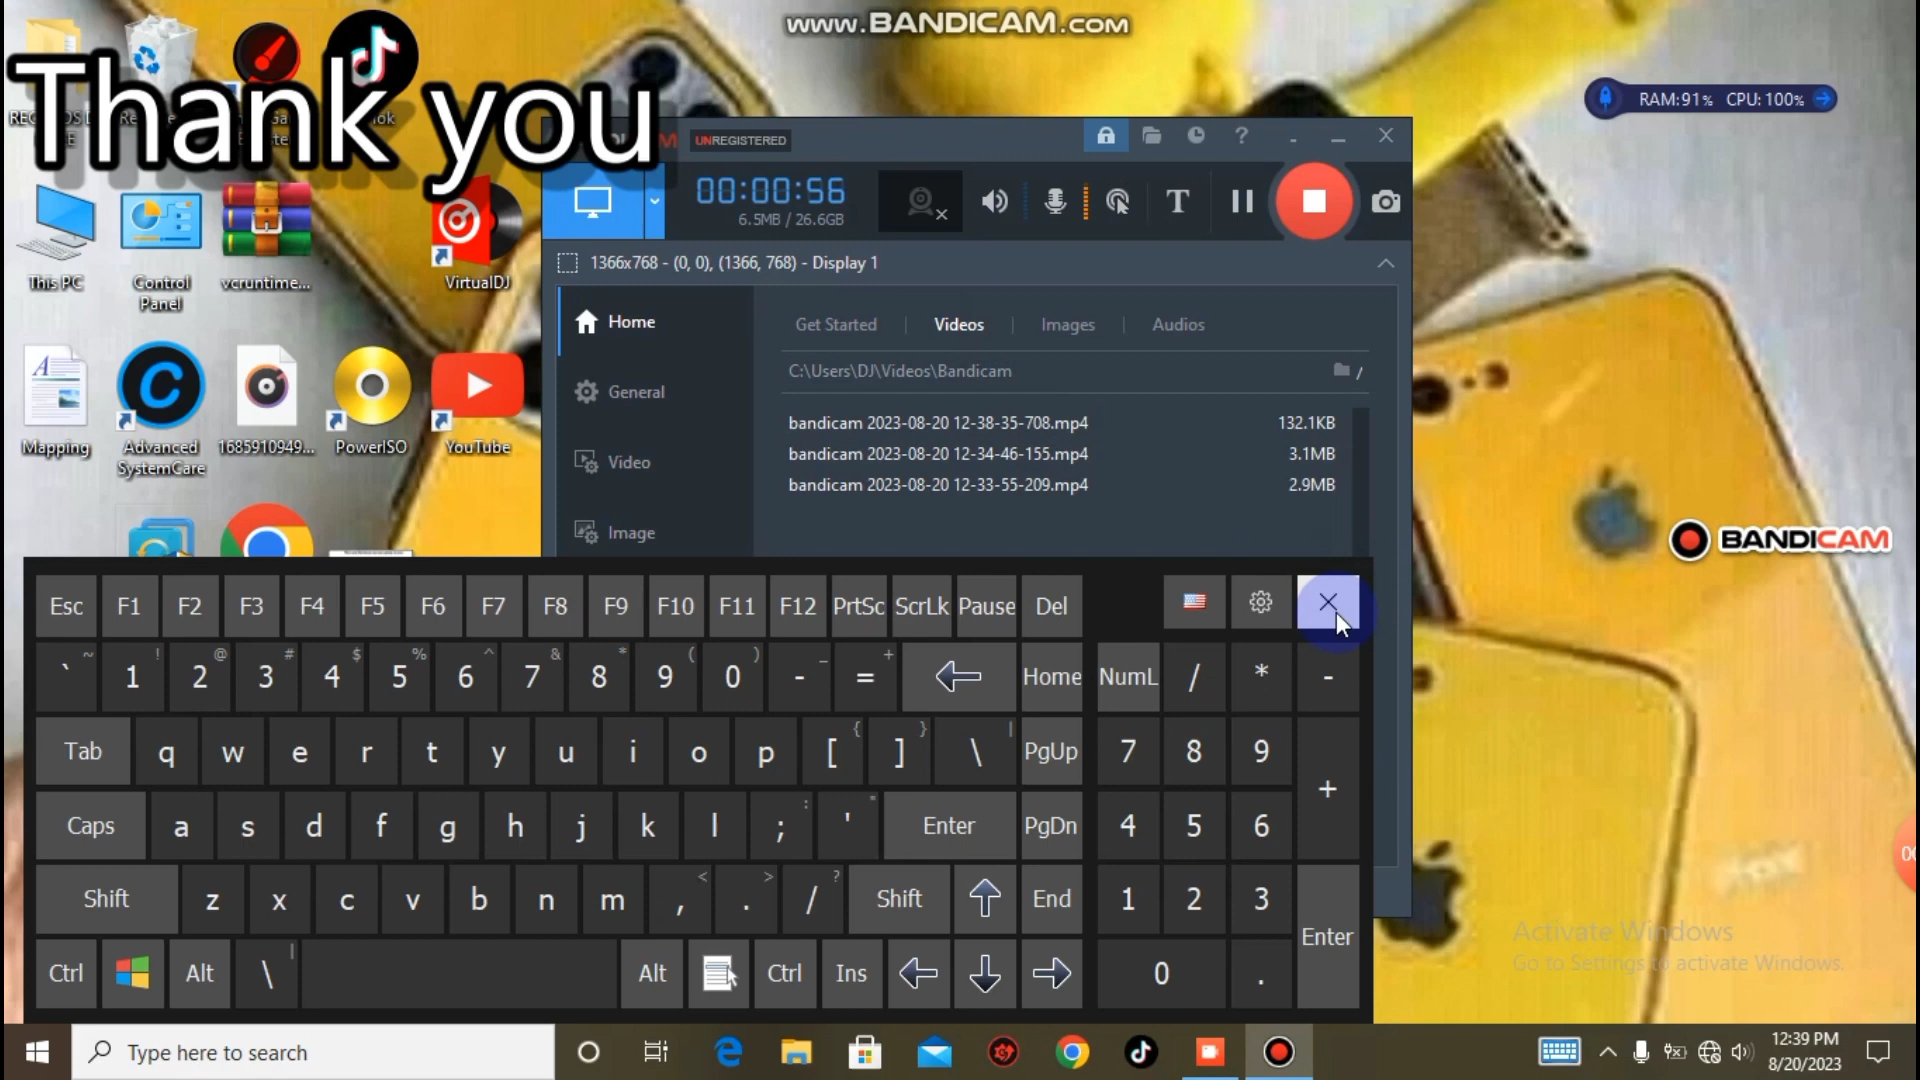 www.BANDICAM.com
Thank you
RAM:91% CPU: 100%
UNREGISTERED
00:00:56
6.5MB / 26.6GB
T
1366x768 - (0, 0), (1366, 768) - Display 1
This PC
Control Panel
vcruntime...
VirtualDJ
Home
General
Video
Image
Get Started
Videos
Images
Audios
C:\Users\DJ\Videos\Bandicam
/
bandicam 2023-08-20 12-38-35-708.mp4 132.1KB
bandicam 2023-08-20 12-34-46-155.mp4 3.1MB
bandicam 2023-08-20 12-33-55-209.mp4 2.9MB
Mapping
Advanced SystemCare
1685910949...
PowerISO
YouTube
BANDICAM
Esc F1 F2 F3 F4 F5 F6 F7 F8 F9 F10 F11 F12 PrtSc ScrLk Pause Del
` ~ 1 ! 2 @ 3 # 4 $ 5 % 6 ^ 7 & 8 * 9 ( 0 ) - _ = + Home NumL / * -
Tab q w e r t y u i o p [ { ] } \ | PgUp 7 8 9 +
Caps a s d f g h j k l ; : ' " Enter PgDn 4 5 6
Shift z x c v b n m , < . > / ? Shift End 1 2 3 Enter
Ctrl Alt \ | Alt Ctrl Ins 0 .
Activate Windows
Go to Settings to activate Windows.
Type here to search
12:39 PM
8/20/2023